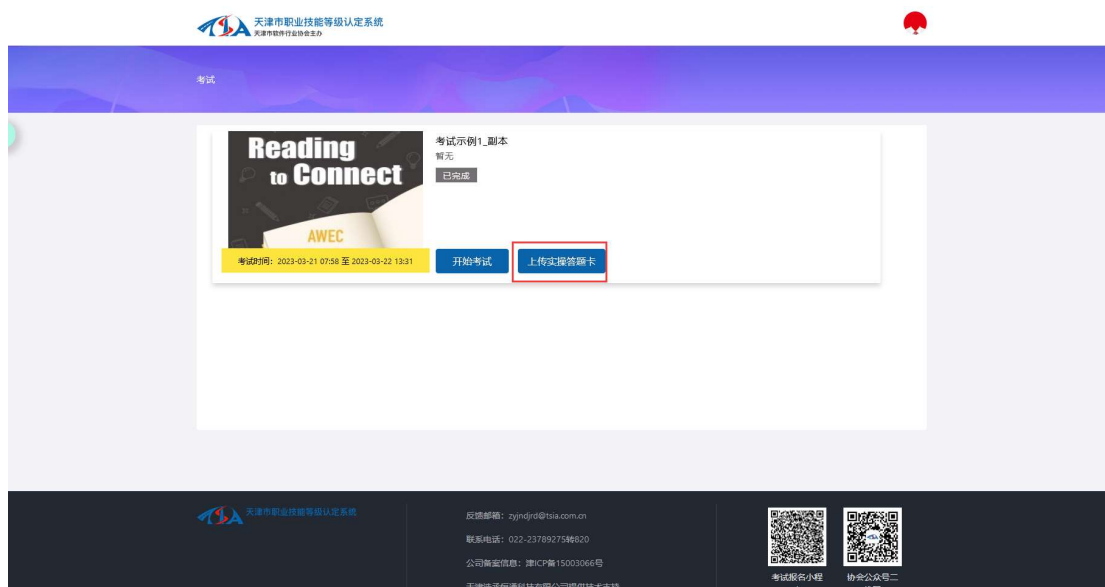 天津市职业技能等级认定系统
天津市软件行业协会主办
考试
Reading
to Connect
AWEC
考试示例1_副本
暂无
已完成
考试时间：2023-03-21 07:58 至 2023-03-22 13:31
开始考试
上传实操答题卡
天津市职业技能等级认定系统
反馈邮箱：zyjndjrd@tsia.com.cn
联系电话：022-23789275转820
公司备案信息：津ICP备15003066号
考试报名小程
协会公众号二